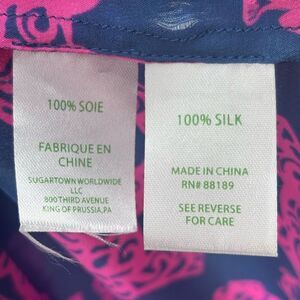 100% SOIE
FABRIQUE EN
CHINE
SUGARTOWN WORLDWIDE
LLC
800 THIRD AVENUE
KING OF PRUSSIA,PA
100% SILK
MADE IN CHINA
RN# 88189
SEE REVERSE
FOR CARE